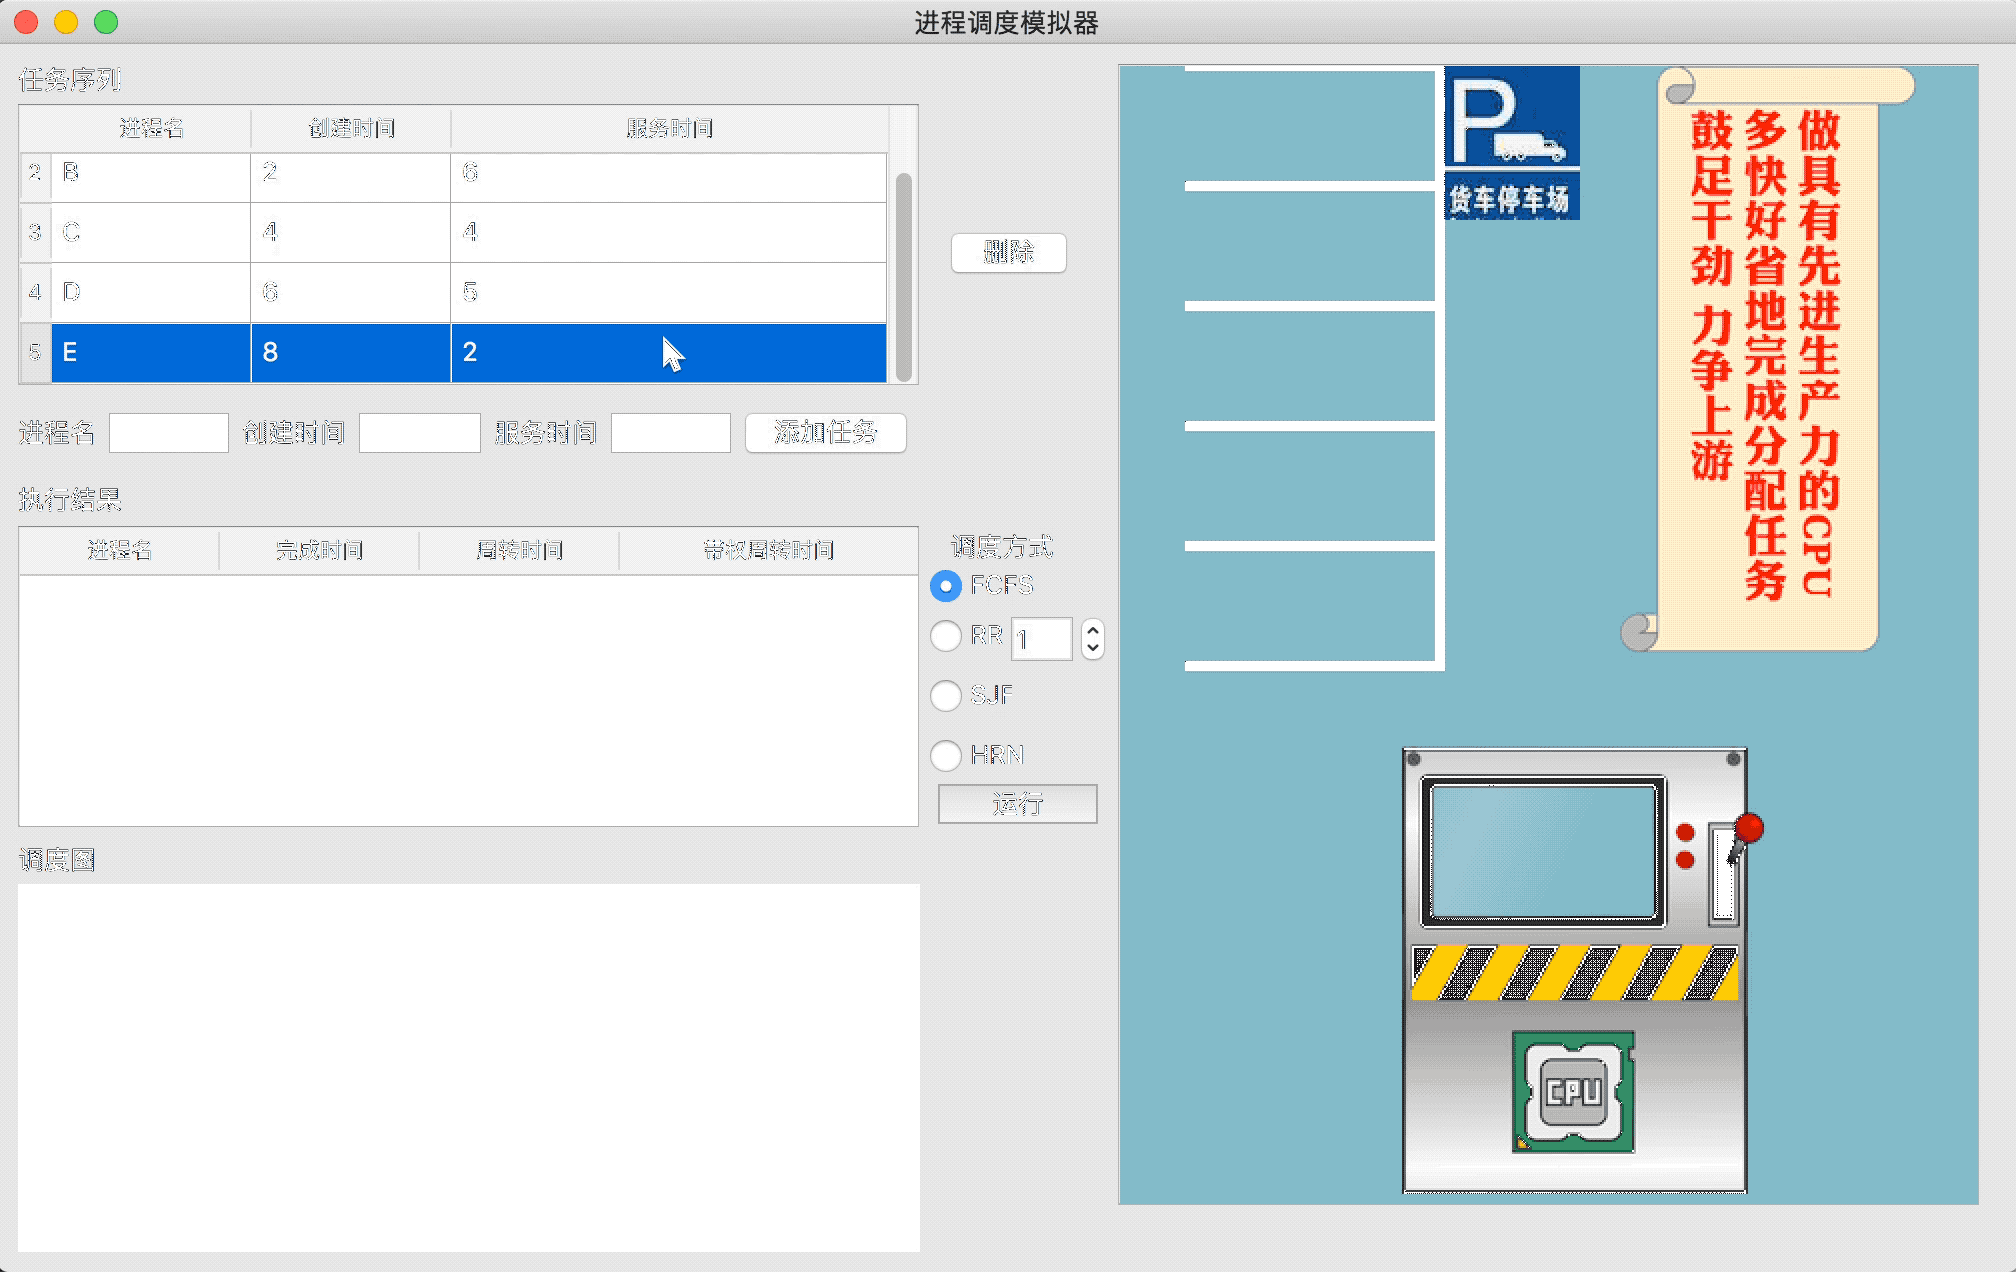 进程调度模拟器
任务序列
进程名 创建时间 服务时间
2 B 2 6
3 C 4 4
4 D 6 5
5 E 8 2
删除
进程名 创建时间 服务时间 添加任务
执行结果
进程名 完成时间 周转时间 带权周转时间
调度方式
FCFS
RR 1
SJF
HRN
运行
调度图
P
货车停车场
做具有先进生产力的CPU
多快好省地完成分配任务
鼓足干劲 力争上游
CPU